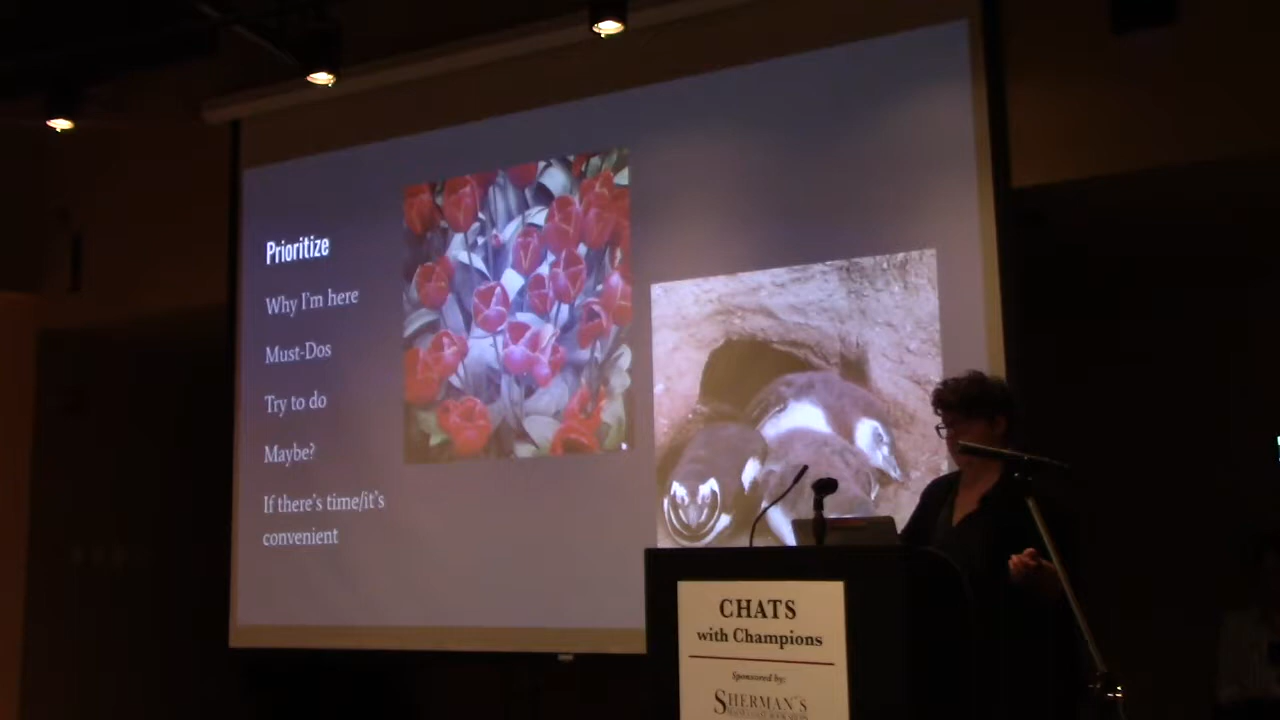 Prioritize
Why I'm here
Must-Dos
Try to do
Maybe?
If there's time/it's
convenient
CHATS
with Champions
Sponsored by:
SHERMAN'S